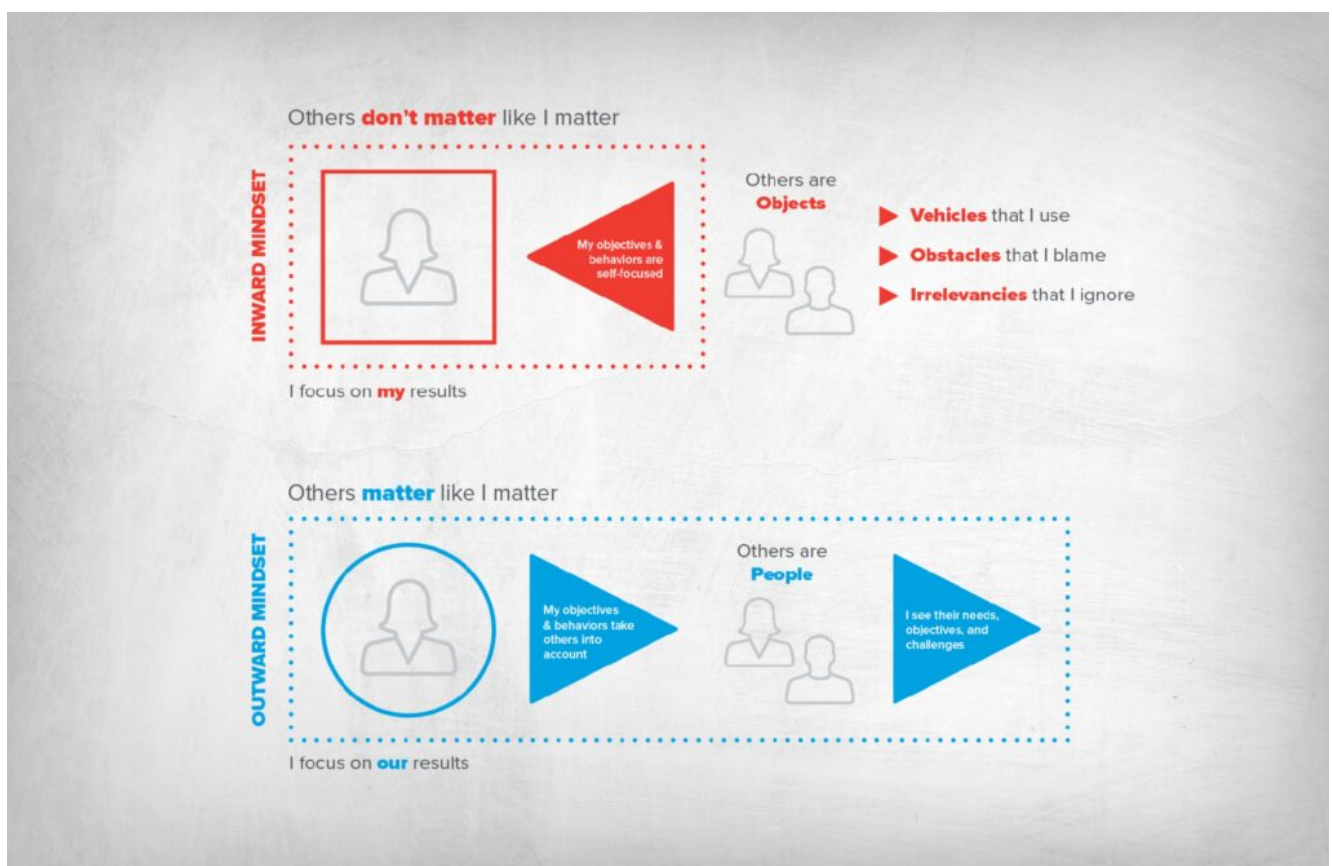 Others don't matter like I matter
INWARD MINDSET
My objectives &
behaviors are
self-focused
Others are
Objects
Vehicles that I use
Obstacles that I blame
Irrelevancies that I ignore
I focus on my results
Others matter like I matter
OUTWARD MINDSET
My objectives
& behaviors take
others into
account
Others are
People
I see their needs,
objectives, and
challenges
I focus on our results